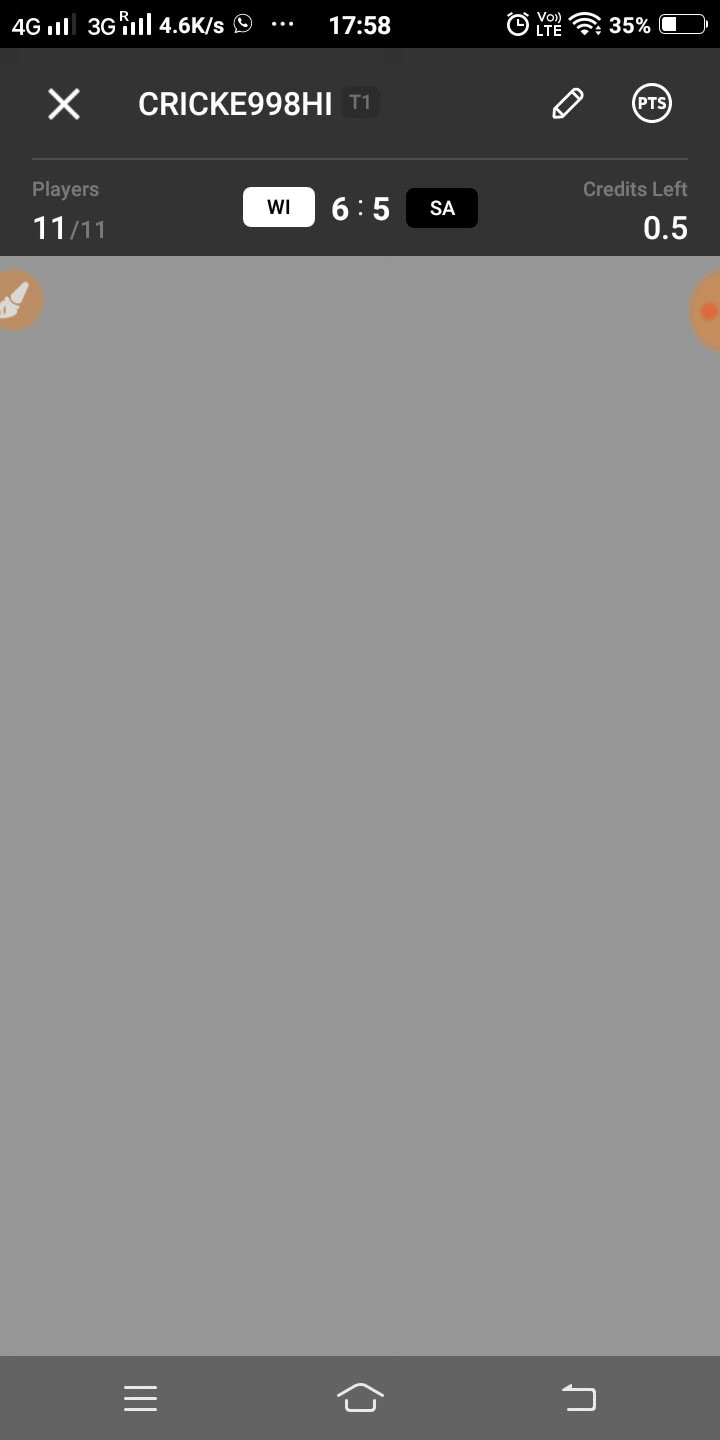 4G 3G R 4.6K/s ... 17:58 Vo)) LTE 35%
CRICKE998HI T1 PTS
Players Credits Left
WI 6 : 5 SA
11/11 0.5